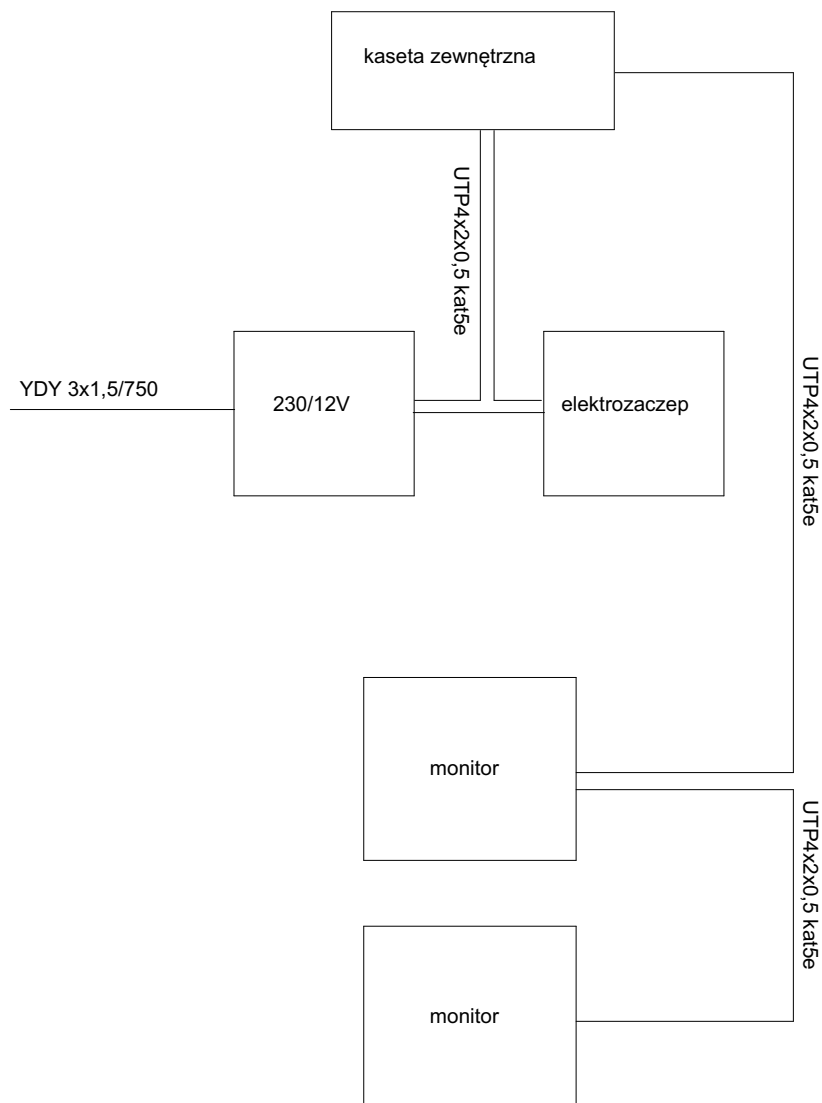 kaseta zewnętrzna
UTP4x2x0,5 kat5e
YDY 3x1,5/750
230/12V
elektrozaczep
UTP4x2x0,5 kat5e
monitor
UTP4x2x0,5 kat5e
monitor